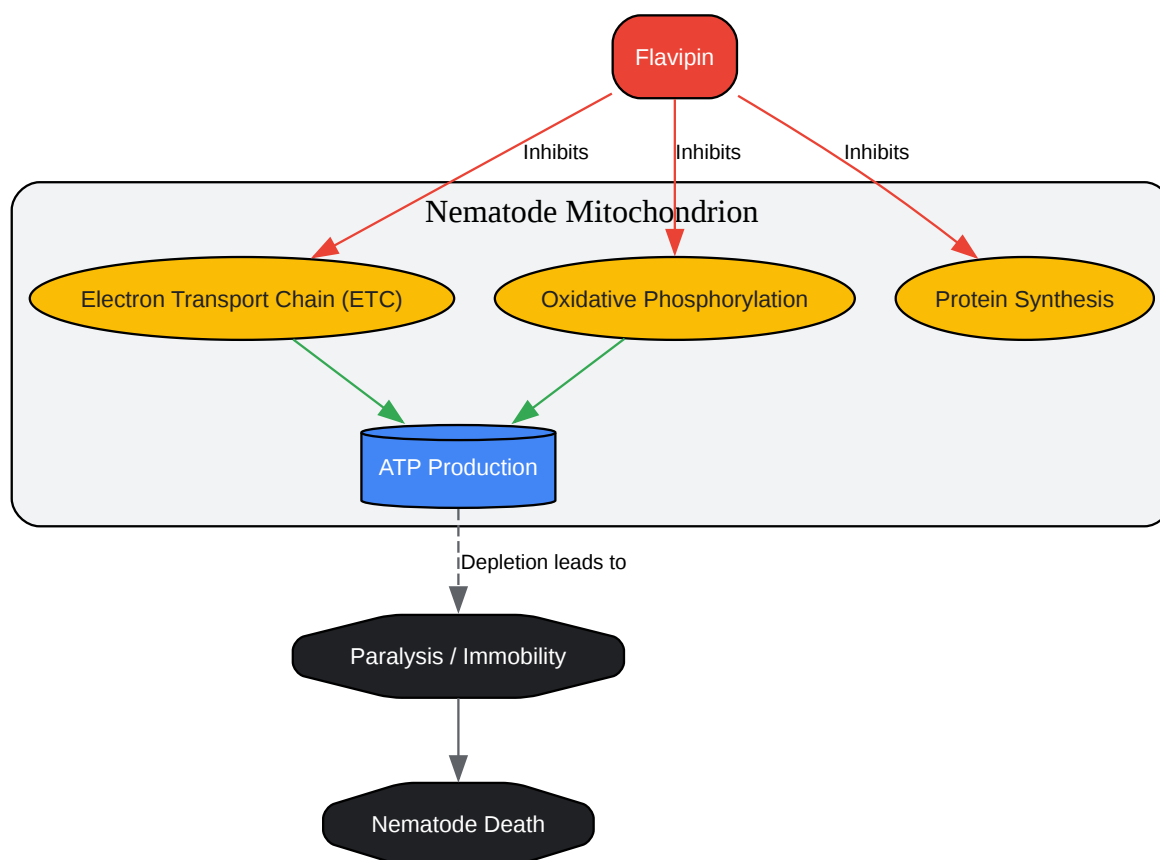 Flavipin
Inhibits
Inhibits
Inhibits
Nematode Mitochondrion
Electron Transport Chain (ETC)
Oxidative Phosphorylation
Protein Synthesis
ATP Production
Depletion leads to
Paralysis / Immobility
Nematode Death